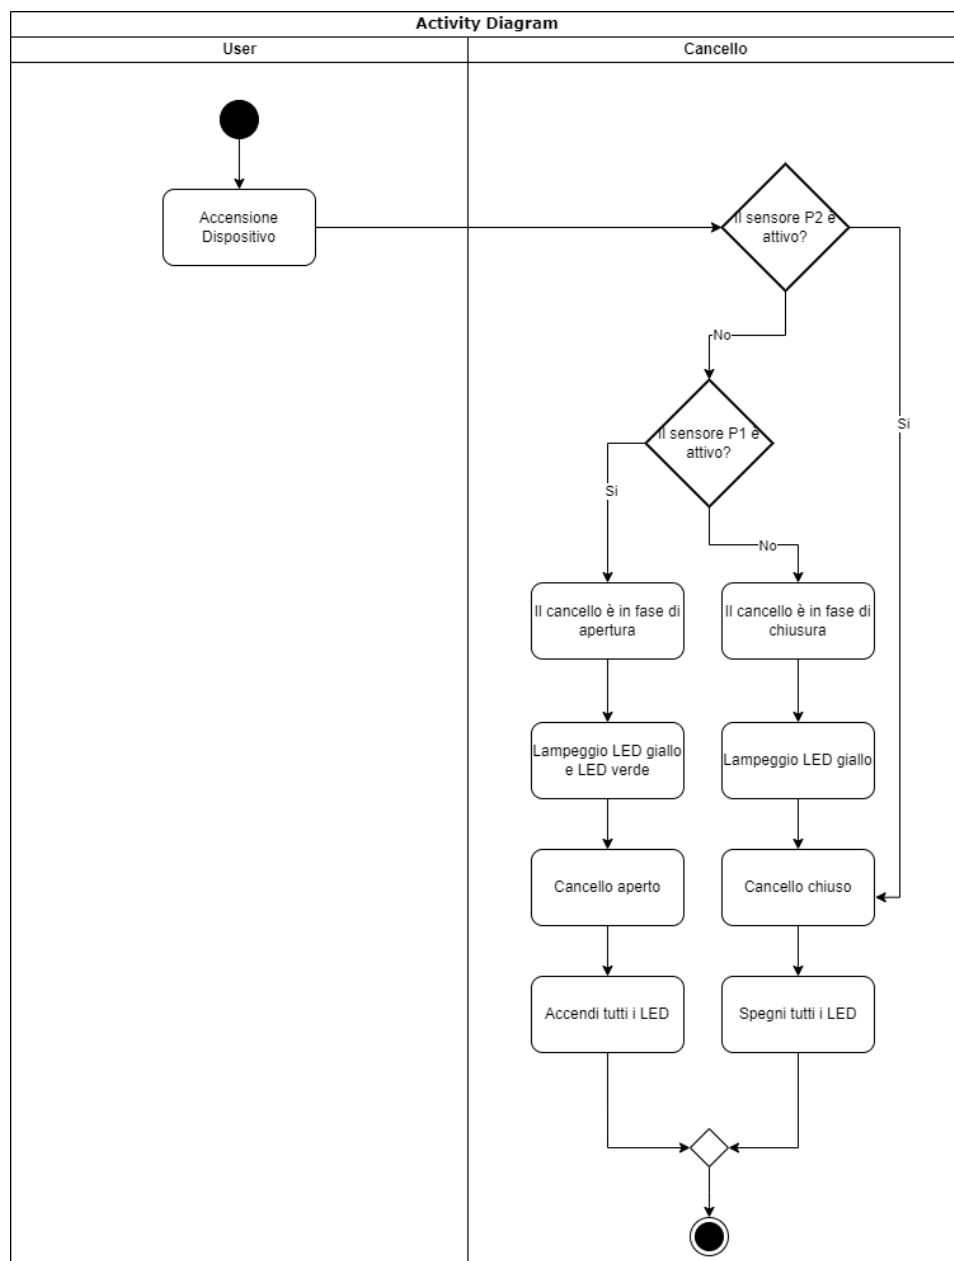 Activity Diagram
User
Cancello
Accensione
Dispositivo
Il sensore P2 è
attivo?
No
Si
Il sensore P1 è
attivo?
Si
No
Il cancello è in fase di
apertura
Il cancello è in fase di
chiusura
Lampeggio LED giallo
e LED verde
Lampeggio LED giallo
Cancello aperto
Cancello chiuso
Accendi tutti i LED
Spegni tutti i LED